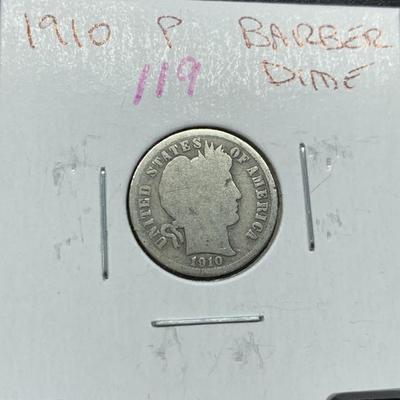 1910 P BARBER
119 DIME
UNITED STATES OF AMERICA
1910